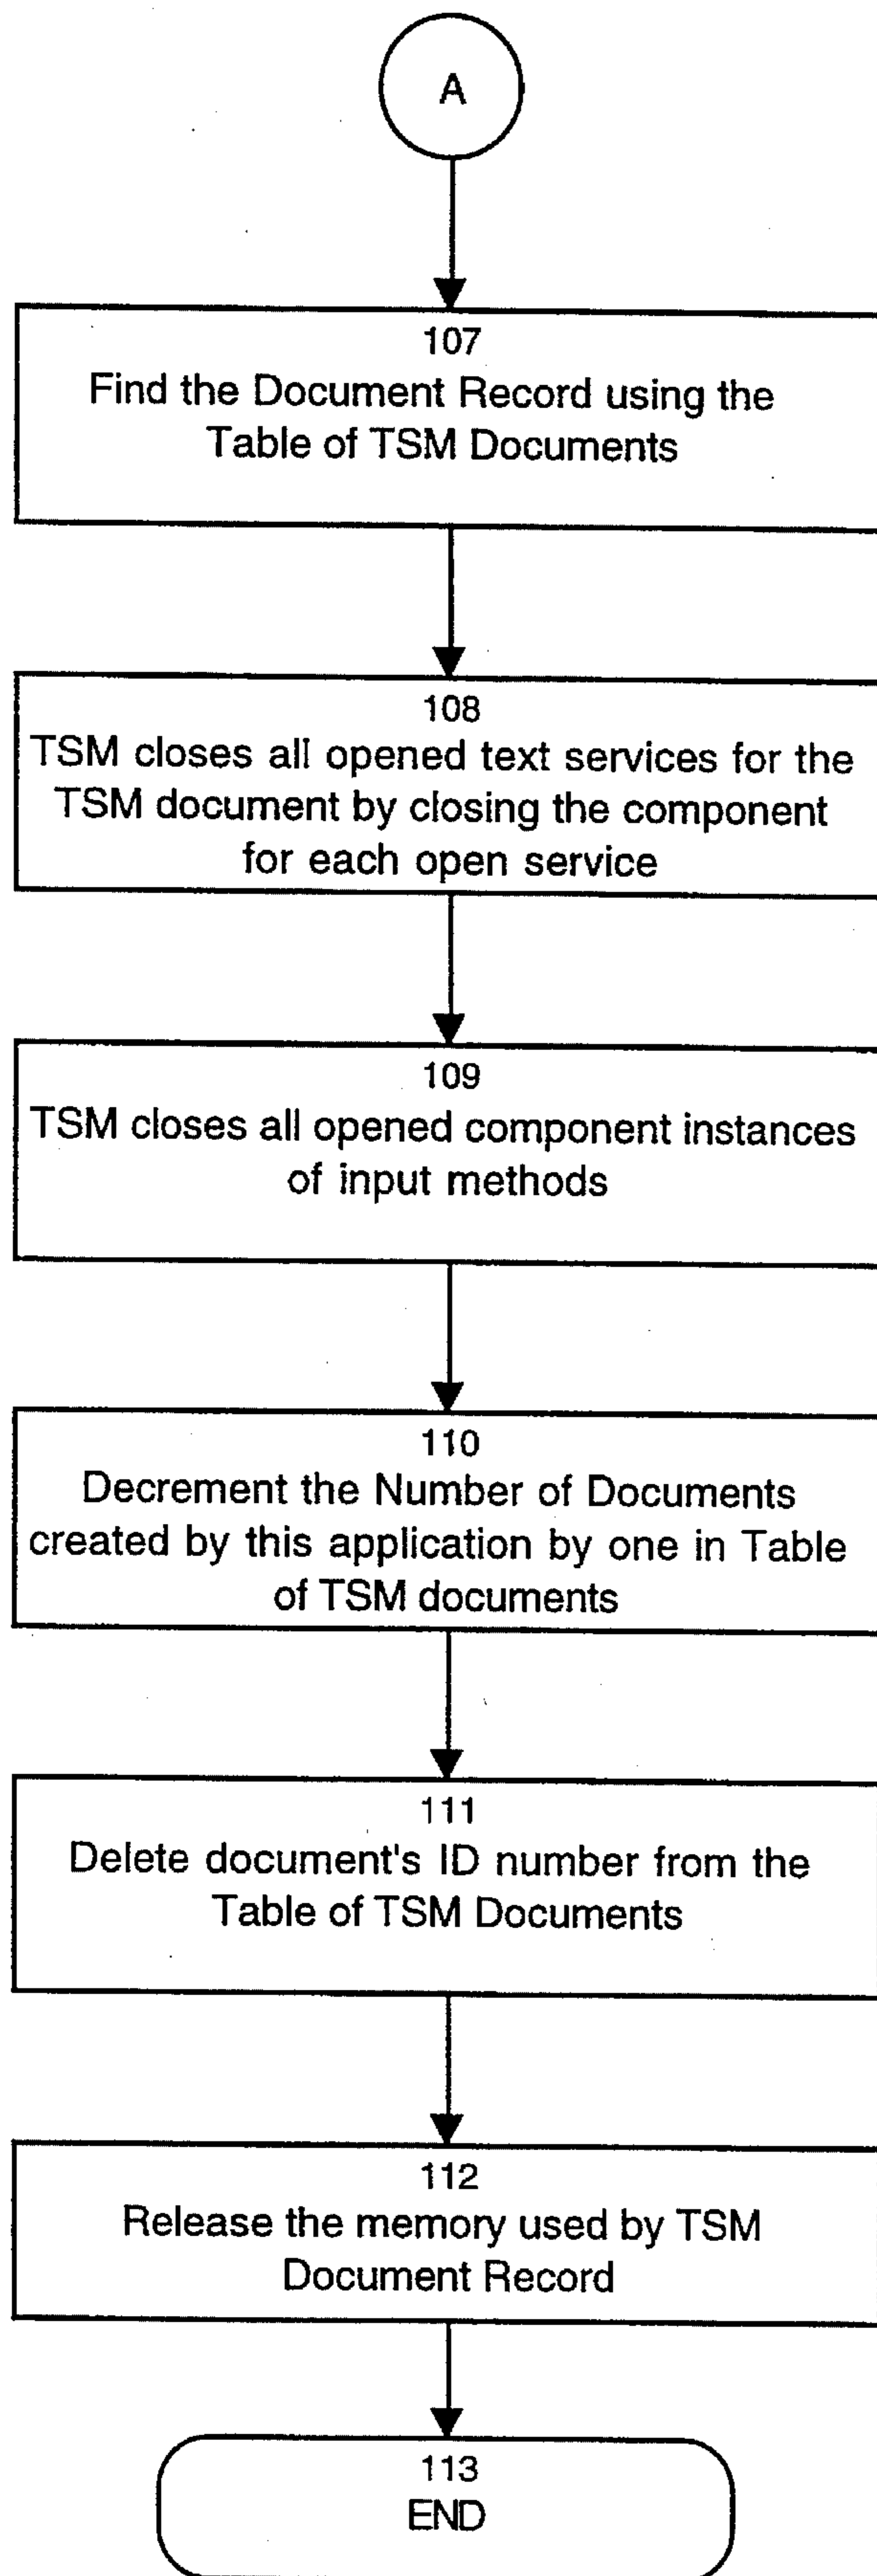 A
107
Find the Document Record using the
Table of TSM Documents
108
TSM closes all opened text services for the
TSM document by closing the component
for each open service
109
TSM closes all opened component instances
of input methods
110
Decrement the Number of Documents
created by this application by one in Table
of TSM documents
111
Delete document's ID number from the
Table of TSM Documents
112
Release the memory used by TSM
Document Record
113
END